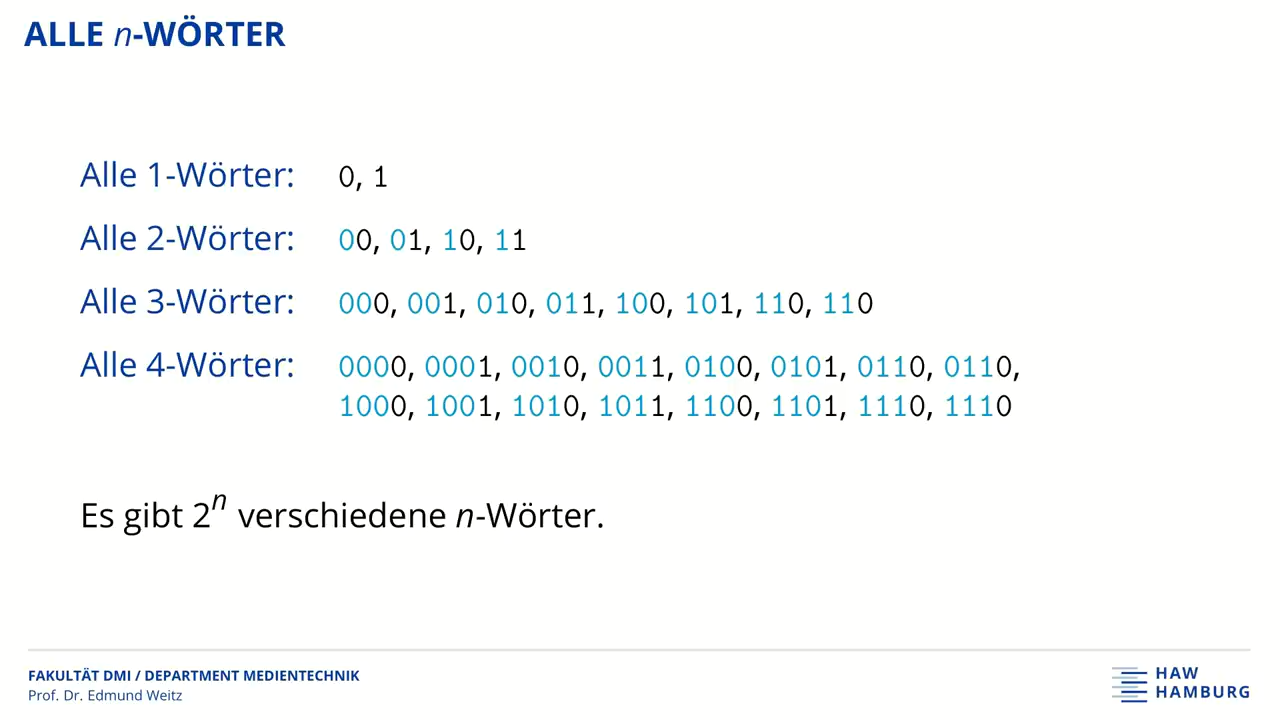 ALLE n-WÖRTER
Alle 1-Wörter: 0, 1
Alle 2-Wörter: 00, 01, 10, 11
Alle 3-Wörter: 000, 001, 010, 011, 100, 101, 110, 110
Alle 4-Wörter: 0000, 0001, 0010, 0011, 0100, 0101, 0110, 0110,
1000, 1001, 1010, 1011, 1100, 1101, 1110, 1110
Es gibt 2^n verschiedene n-Wörter.
FAKULTÄT DMI / DEPARTMENT MEDIENTECHNIK
Prof. Dr. Edmund Weitz
HAW
HAMBURG